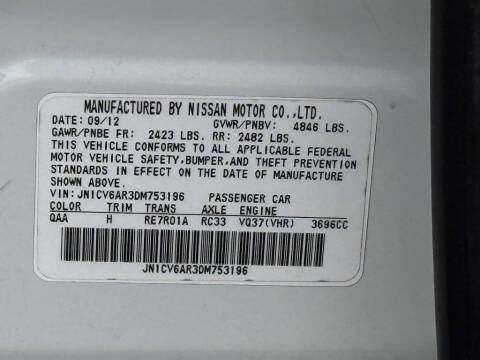 MANUFACTURED BY NISSAN MOTOR CO.,LTD.
DATE: 09/12 GVWR/PNBV: 4846 LBS.
GAWR/PNBE FR: 2423 LBS. RR: 2482 LBS.
THIS VEHICLE CONFORMS TO ALL APPLICABLE FEDERAL
MOTOR VEHICLE SAFETY,BUMPER,AND THEFT PREVENTION
STANDARDS IN EFFECT ON THE DATE OF MANUFACTURE
SHOWN ABOVE.
VIN: JN1CV6AR3DM753196 PASSENGER CAR
COLOR TRIM TRANS AXLE ENGINE
QAA H RE7R01A RC33 VQ37(VHR) 3696CC
JN1CV6AR3DM753196